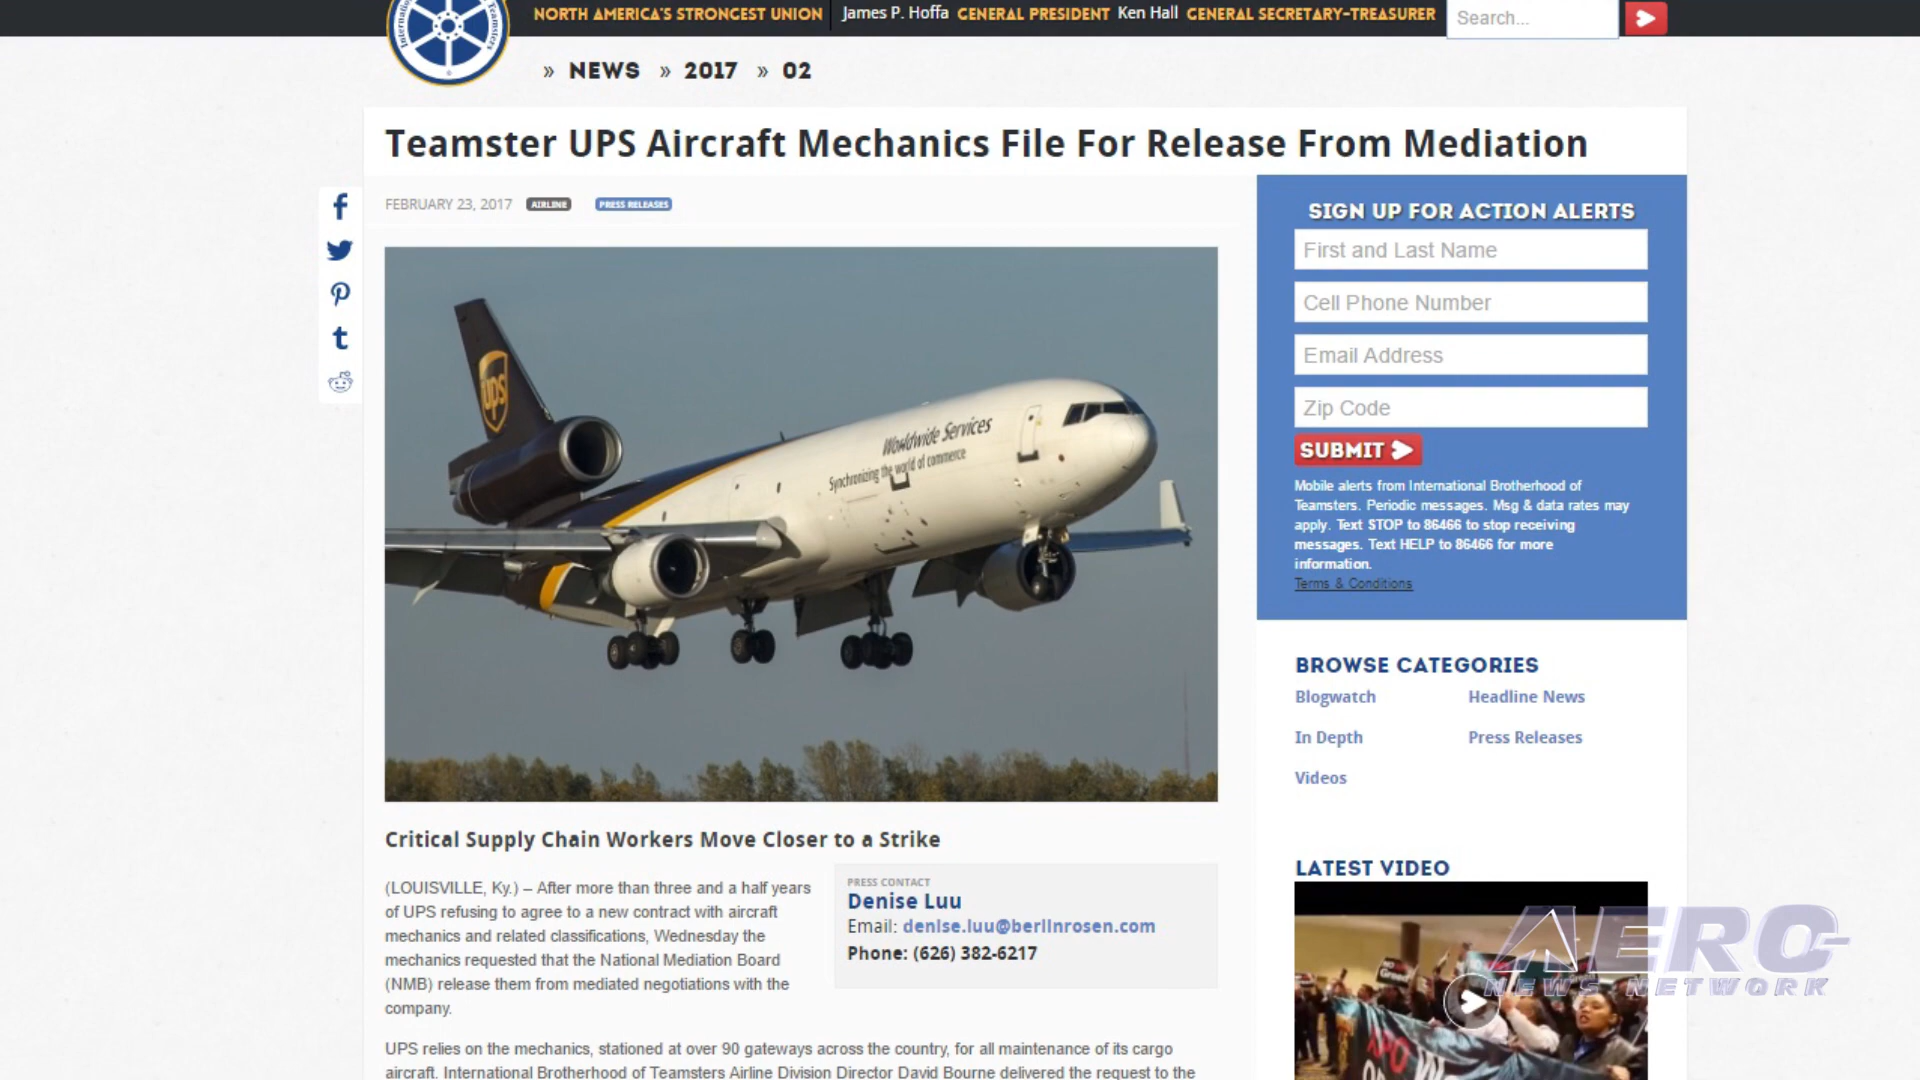 International
Teamsters
NORTH AMERICA'S STRONGEST UNION
James P. Hoffa GENERAL PRESIDENT Ken Hall GENERAL SECRETARY-TREASURER
Search...
» NEWS » 2017 » 02
Teamster UPS Aircraft Mechanics File For Release From Mediation
FEBRUARY 23, 2017 AIRLINE PRESS RELEASES
ups
Worldwide Services
Synchronizing the world of commerce
Critical Supply Chain Workers Move Closer to a Strike
(LOUISVILLE, Ky.) – After more than three and a half years
of UPS refusing to agree to a new contract with aircraft
mechanics and related classifications, Wednesday the
mechanics requested that the National Mediation Board
(NMB) release them from mediated negotiations with the
company.
PRESS CONTACT
Denise Luu
Email: denise.luu@berlinrosen.com
Phone: (626) 382-6217
UPS relies on the mechanics, stationed at over 90 gateways across the country, for all maintenance of its cargo
aircraft. International Brotherhood of Teamsters Airline Division Director David Bourne delivered the request to the
SIGN UP FOR ACTION ALERTS
First and Last Name
Cell Phone Number
Email Address
Zip Code
SUBMIT
Mobile alerts from International Brotherhood of
Teamsters. Periodic messages. Msg & data rates may
apply. Text STOP to 86466 to stop receiving
messages. Text HELP to 86466 for more
information.
Terms & Conditions
BROWSE CATEGORIES
Blogwatch Headline News
In Depth Press Releases
Videos
LATEST VIDEO
AERO-
NEWS NETWORK